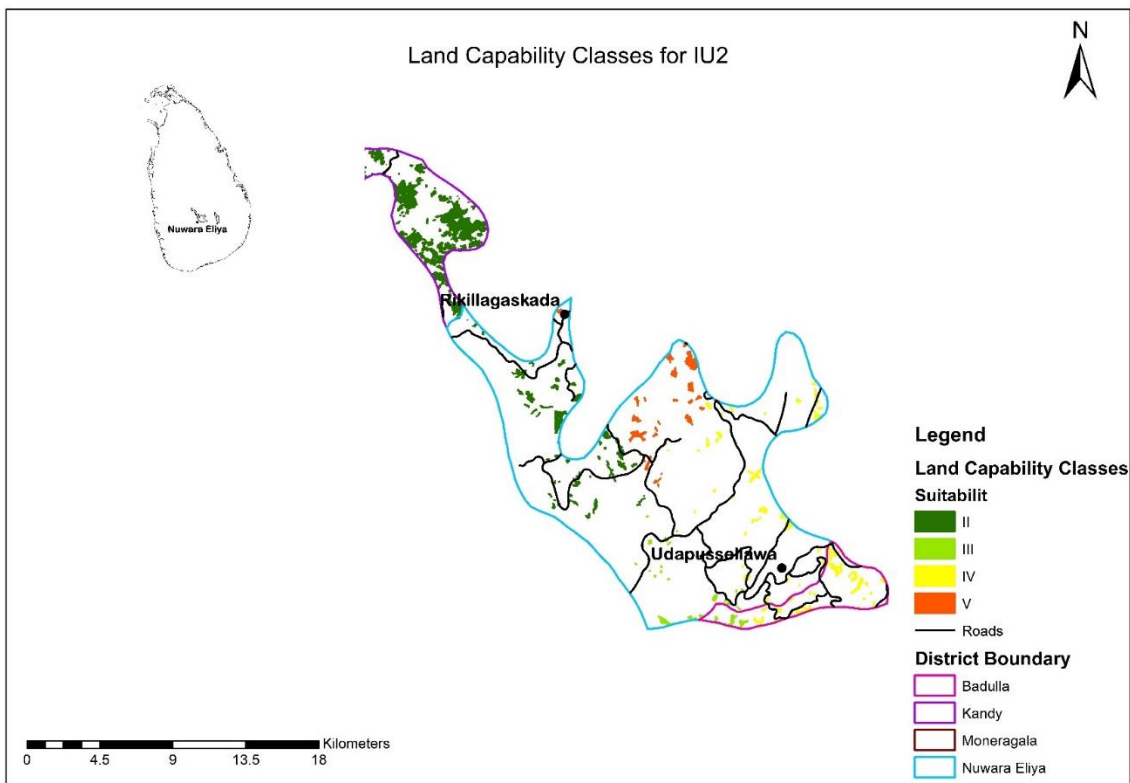 Land Capability Classes for IU2
N
Nuwara Eliya
Rikillagaskada
Udapussellawa
Legend
Land Capability Classes
Suitabilit
II
III
IV
V
Roads
District Boundary
Badulla
Kandy
Moneragala
Nuwara Eliya
Kilometers
0 4.5 9 13.5 18